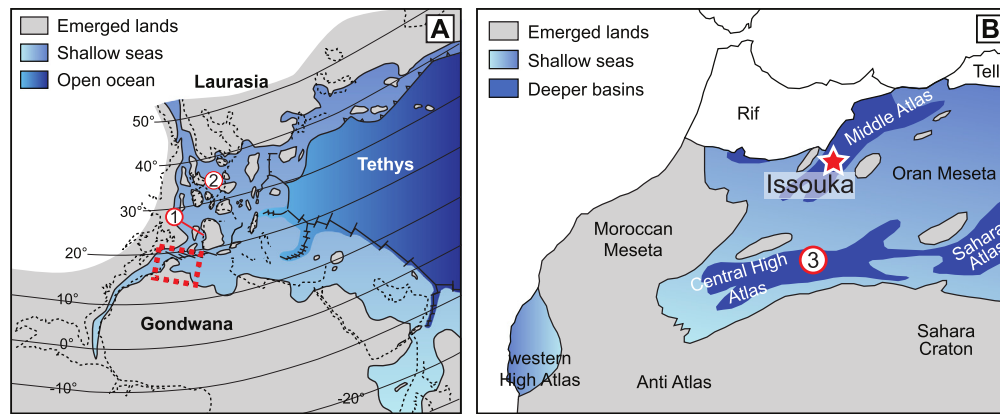 A
Emerged lands
Shallow seas
Open ocean
Laurasia
50°
40°
Tethys
2
30°
1
20°
10°
Gondwana
0°
-10°
-20°
B
Emerged lands
Shallow seas
Deeper basins
Tell
Rif
Middle Atlas
Issouka
Oran Meseta
Moroccan
Meseta
Sahara
Atlas
3
Central High
Atlas
Sahara
Craton
western
High Atlas
Anti Atlas